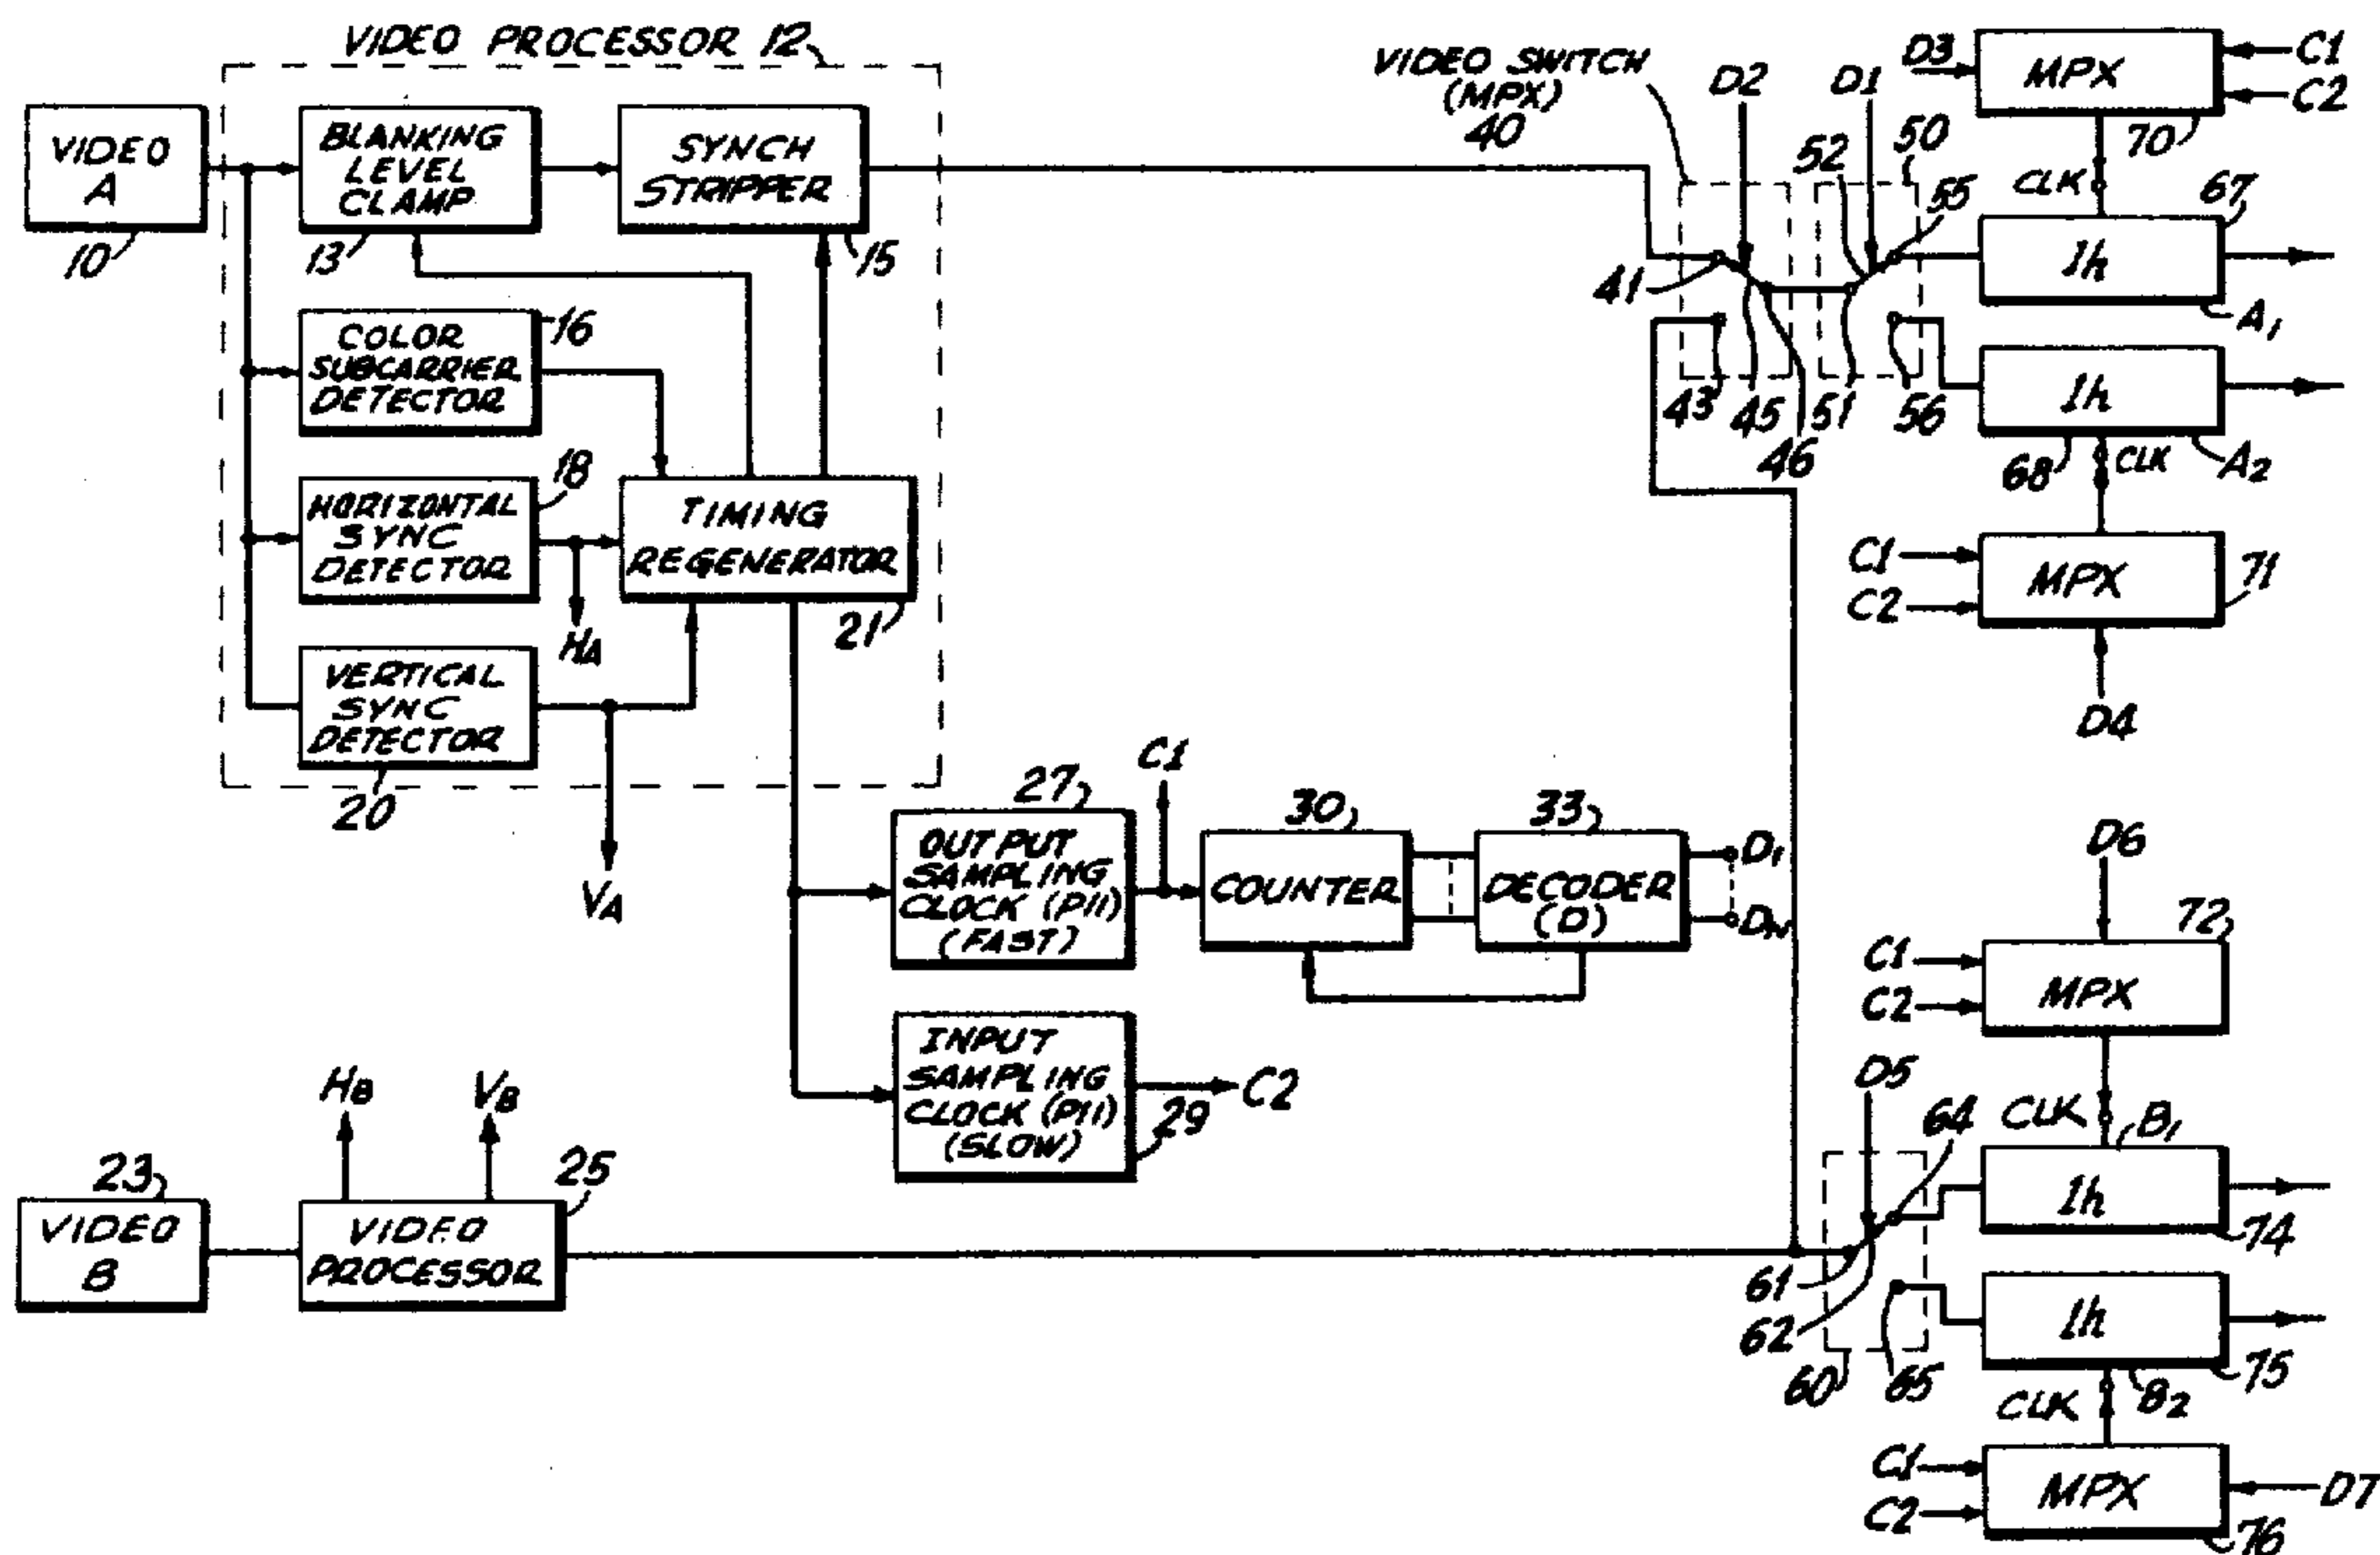 VIDEO PROCESSOR 12
VIDEO
A
10
BLANKING
LEVEL
CLAMP
13
SYNCH
STRIPPER
15
COLOR
SUBCARRIER
DETECTOR
16
HORIZONTAL
SYNC
DETECTOR
18
HA
VERTICAL
SYNC
DETECTOR
20
VA
TIMING
REGENERATOR
21
VIDEO SWITCH
(MPX)
40
D2
D1
52
50
55
41
43
45
46
51
56
D3
MPX
C1
C2
70
CLK
67
1h
A1
1h
68
CLK
A2
C1
C2
MPX
71
D4
27
OUTPUT
SAMPLING
CLOCK (P11)
(FAST)
C1
30
COUNTER
33
DECODER
(D)
D1
DN
INPUT
SAMPLING
CLOCK (P11)
(SLOW)
C2
29
23
VIDEO
B
HB
VB
25
VIDEO
PROCESSOR
D6
72
C1
C2
MPX
D5
64
CLK
B1
1h
74
61
62
60
65
1h
75
CLK
B2
C1
C2
MPX
D7
76